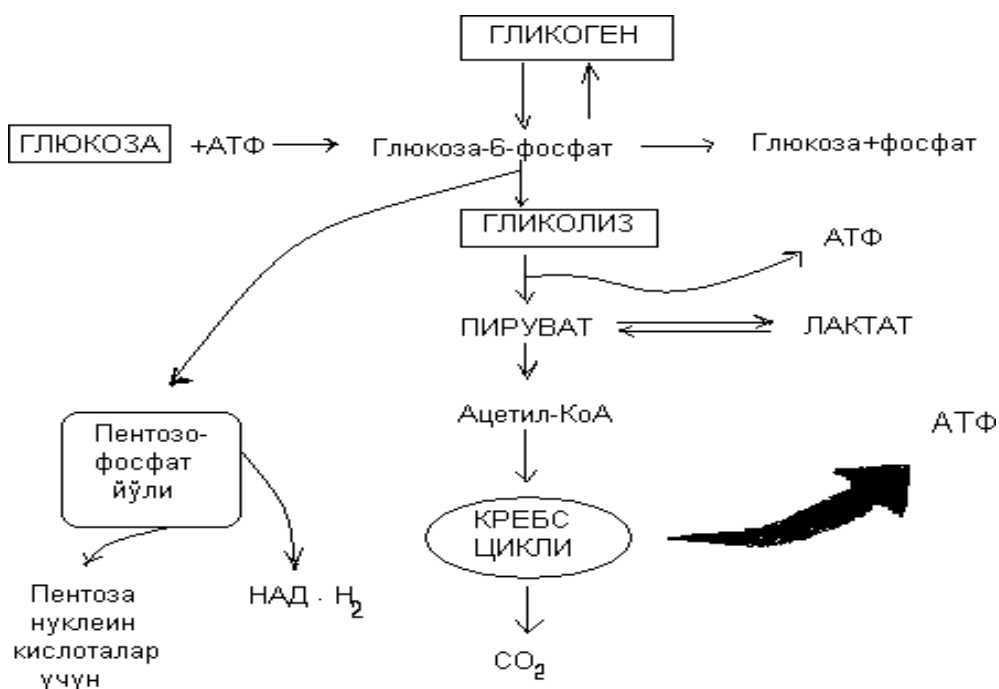 ГЛИКОГЕН
ГЛЮКОЗА
+АТФ
Глюкоза-6-фосфат
Глюкоза+фосфат
ГЛИКОЛИЗ
АТФ
ПИРУВАТ
ЛАКТАТ
Ацетил-КоА
АТФ
Пентозо-
фосфат
йўли
КРЕБС
ЦИКЛИ
Пентоза
нуклеин
кислоталар
учун
НАД · Н₂
СО₂